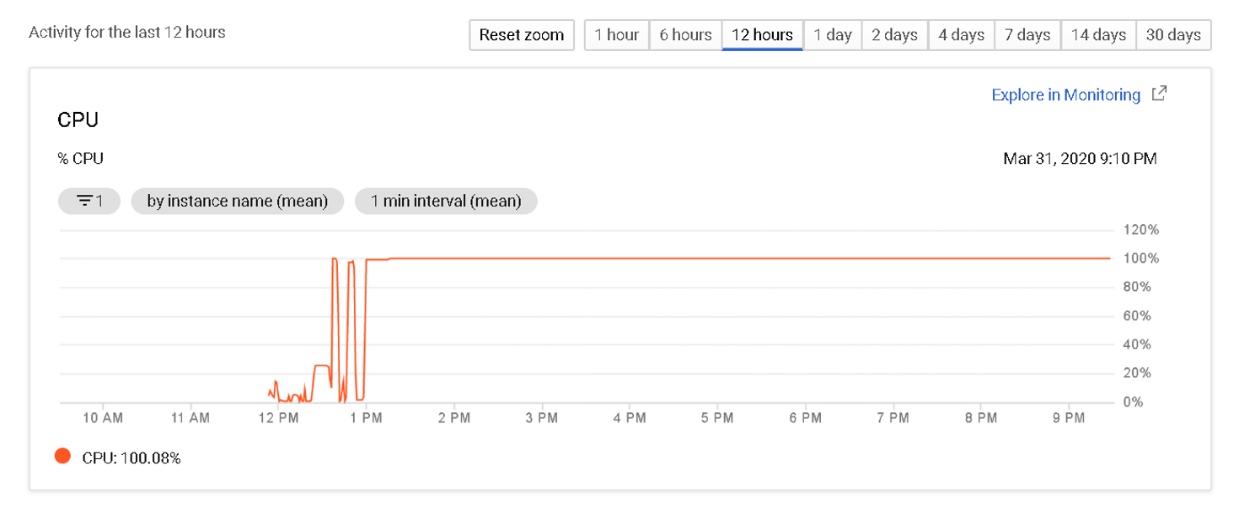 Activity for the last 12 hours
Reset zoom 1 hour 6 hours 12 hours 1 day 2 days 4 days 7 days 14 days 30 days
Explore in Monitoring
CPU
% CPU Mar 31, 2020 9:10 PM
1 by instance name (mean) 1 min interval (mean)
120%
100%
80%
60%
40%
20%
0%
10 AM 11 AM 12 PM 1 PM 2 PM 3 PM 4 PM 5 PM 6 PM 7 PM 8 PM 9 PM
CPU: 100.08%